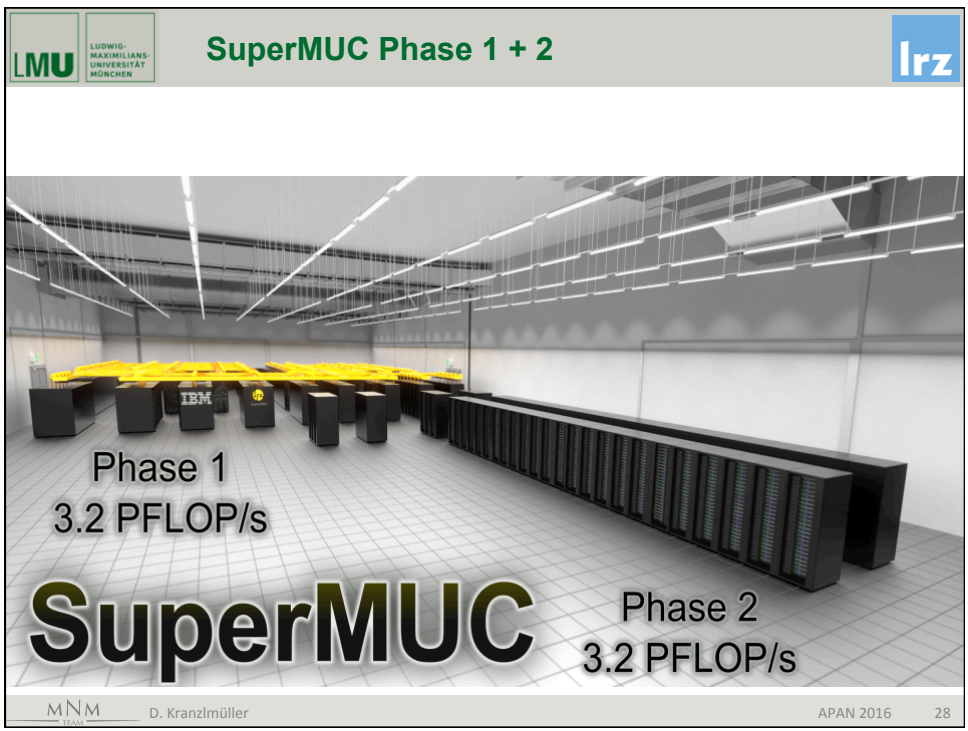 LMU
LUDWIG-
MAXIMILIANS-
UNIVERSITÄT
MÜNCHEN
SuperMUC Phase 1 + 2
lrz
IBM
lrz
Phase 1
3.2 PFLOP/s
SuperMUC
Phase 2
3.2 PFLOP/s
MNM
TEAM
D. Kranzlmüller
APAN 2016
28